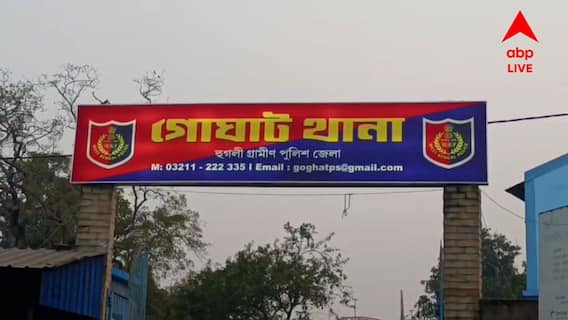 abp
LIVE
গোঘাট থানা
হুগলী গ্রামীণ পুলিশ জেলা
M: 03211 - 222 335 | Email : goghatps@gmail.com